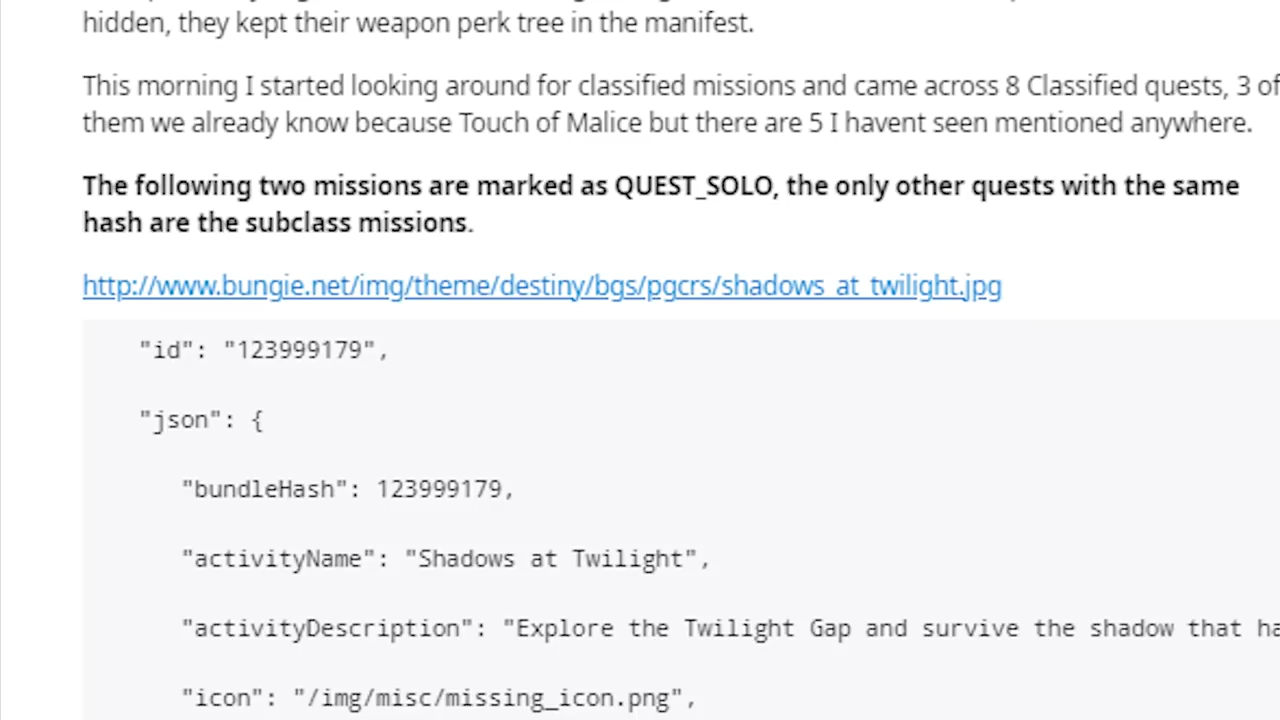 hidden, they kept their weapon perk tree in the manifest.
This morning I started looking around for classified missions and came across 8 Classified quests, 3 of
them we already know because Touch of Malice but there are 5 I havent seen mentioned anywhere.
The following two missions are marked as QUEST_SOLO, the only other quests with the same
hash are the subclass missions.
http://www.bungie.net/img/theme/destiny/bgs/pgcrs/shadows_at_twilight.jpg
"id": "123999179",
"json": {
"bundleHash": 123999179,
"activityName": "Shadows at Twilight",
"activityDescription": "Explore the Twilight Gap and survive the shadow that ha
"icon": "/img/misc/missing_icon.png",